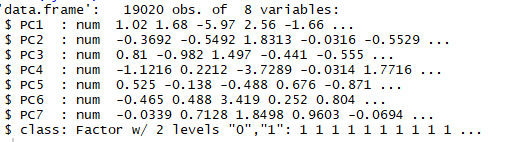 'data.frame':	19020 obs. of  8 variables:
$ PC1  : num  1.02 1.68 -5.97 2.56 -1.66 ...
$ PC2  : num  -0.3692 -0.5492 1.8313 -0.0316 -0.5529 ...
$ PC3  : num  0.81 -0.982 1.497 -0.441 -0.555 ...
$ PC4  : num  -1.1216 0.2212 -3.7289 -0.0314 1.7716 ...
$ PC5  : num  0.525 -0.138 -0.488 0.676 -0.871 ...
$ PC6  : num  -0.465 0.488 3.419 0.252 0.804 ...
$ PC7  : num  -0.0339 0.7128 1.8498 0.9603 -0.0694 ...
$ class: Factor w/ 2 levels "0","1": 1 1 1 1 1 1 1 1 1 1 ...